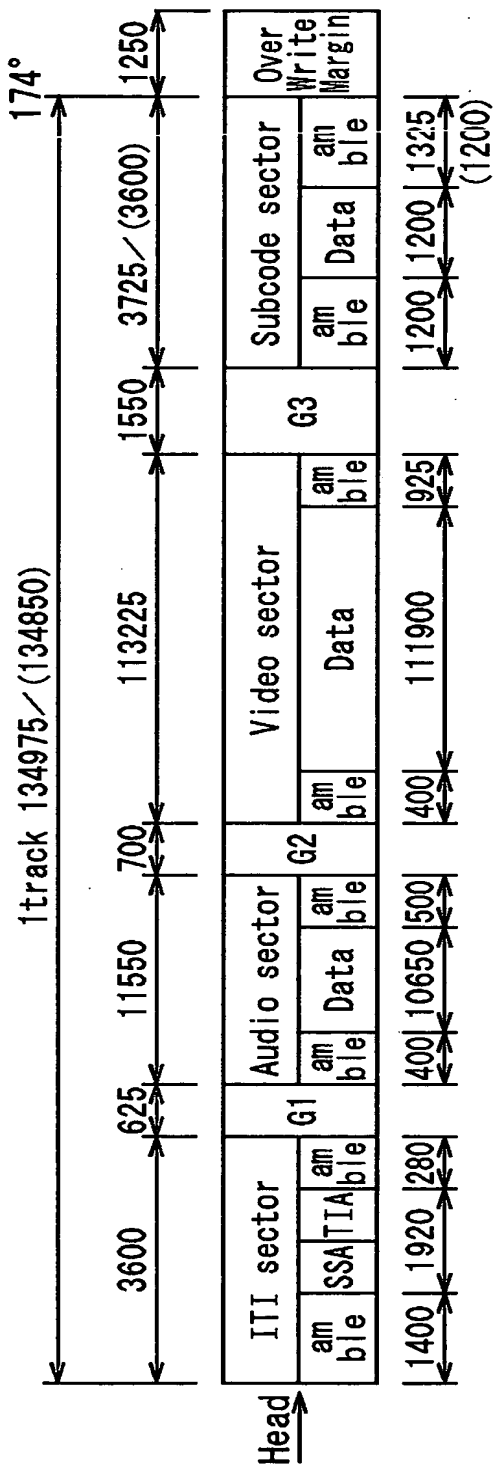 174°
1track 134975／(134850)
3600
625
11550
700
113225
1550
3725／(3600)
1250
Head
ITI sector
G1
Audio sector
G2
Video sector
G3
Subcode sector
Over
Write
Margin
am
ble
SSA
TIA
am
ble
am
ble
Data
am
ble
am
ble
Data
am
ble
am
ble
Data
am
ble
1400
1920
280
400
10650
500
400
111900
925
1200
1200
1325
(1200)